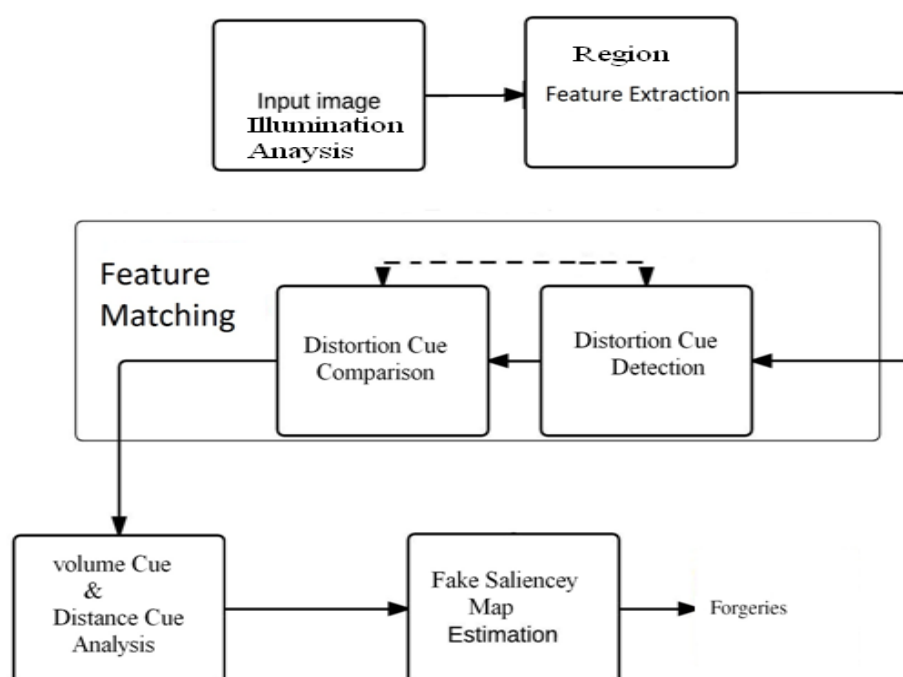 Input image
Illumination
Anaysis
Region
Feature Extraction
Feature
Matching
Distortion Cue
Comparison
Distortion Cue
Detection
volume Cue
&
Distance Cue
Analysis
Fake Saliencey
Map
Estimation
Forgeries